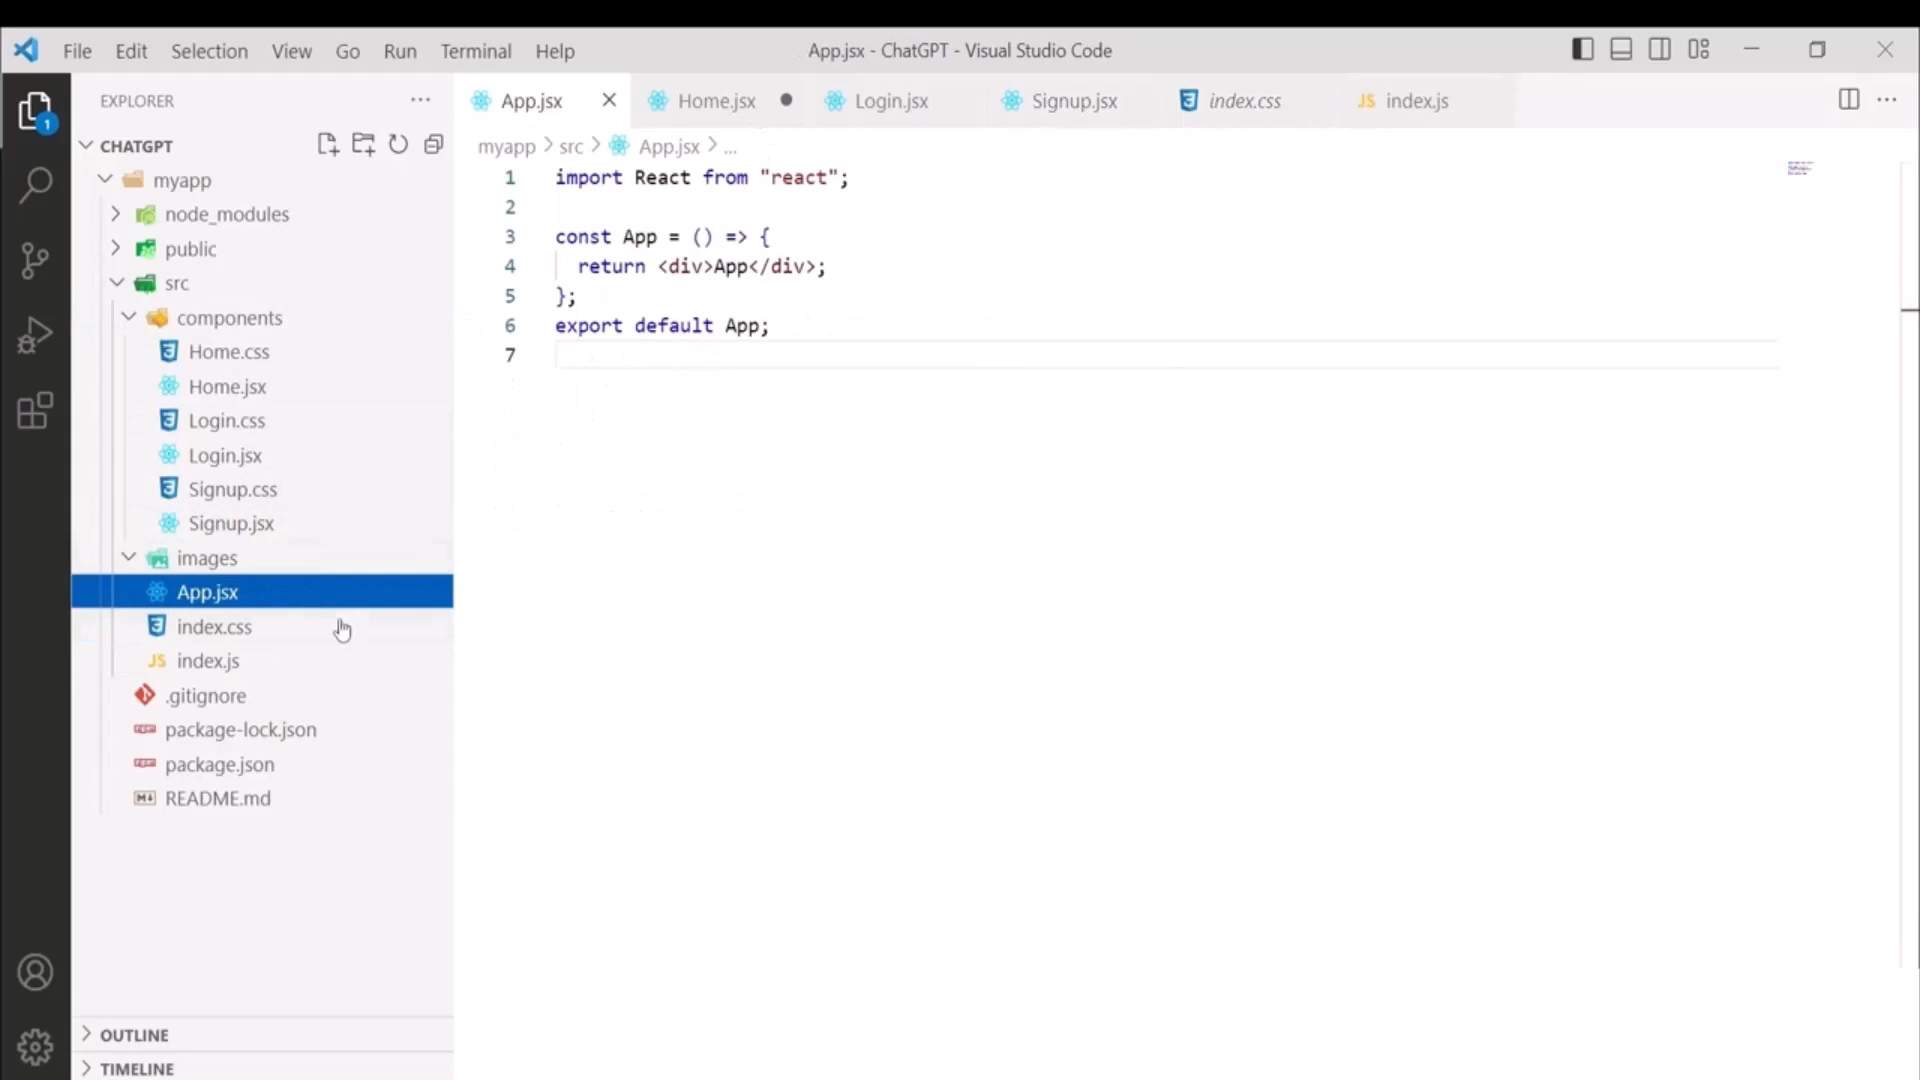 File Edit Selection View Go Run Terminal Help App.jsx - ChatGPT - Visual Studio Code
EXPLORER
App.jsx Home.jsx Login.jsx Signup.jsx index.css JS index.js
1
CHATGPT
myapp > src > App.jsx > ...
myapp
node_modules
public
src
components
Home.css
Home.jsx
Login.css
Login.jsx
Signup.css
Signup.jsx
images
App.jsx
index.css
JS index.js
.gitignore
package-lock.json
package.json
README.md
OUTLINE
TIMELINE
1 import React from "react";
2
3 const App = () => {
4 return <div>App</div>;
5 };
6 export default App;
7